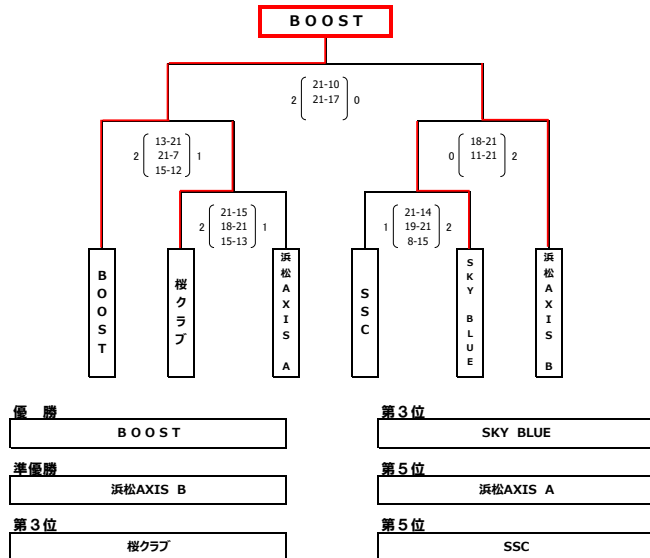 BOOST
21-10
2 21-17 0
13-21
2 21-7 1
15-12
18-21
0 11-21 2
21-15
2 18-21 1
15-13
21-14
1 19-21 2
8-15
BOOST
桜クラブ
浜松AXIS A
SSC
SKY BLUE
浜松AXIS B
優 勝
BOOST
第3位
SKY BLUE
準優勝
浜松AXIS B
第5位
浜松AXIS A
第3位
桜クラブ
第5位
SSC